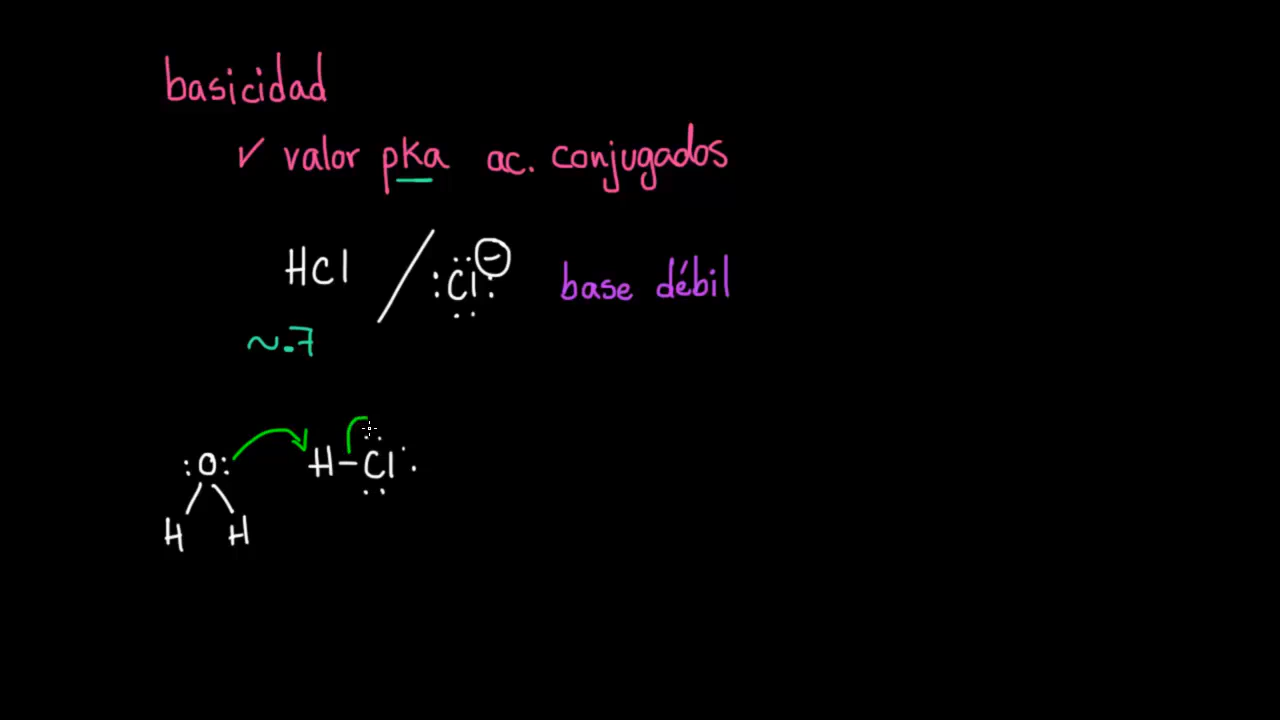 basicidad
✓ valor pKa ac. conjugados
HCl / :Cl: ⊖ base débil
~-7
:O: H-Cl:
H H